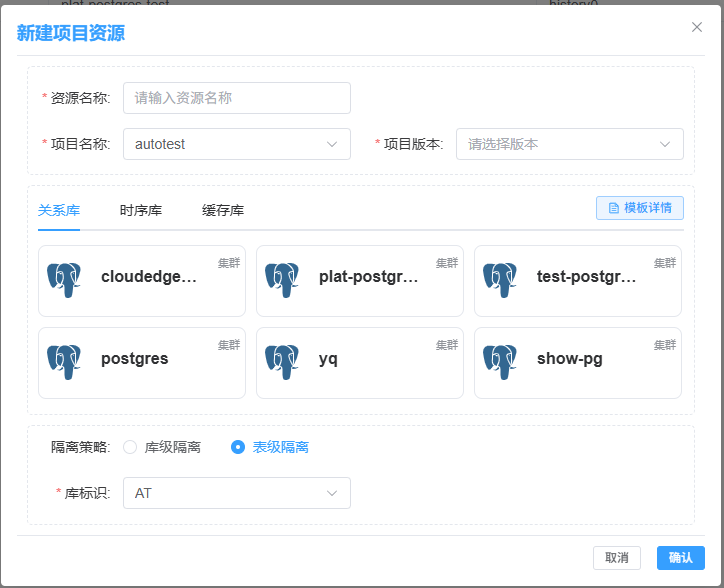 新建项目资源
* 资源名称: 请输入资源名称
* 项目名称: autotest * 项目版本: 请选择版本
关系库 时序库 缓存库 模板详情
cloudedge... 集群 plat-postgr... 集群 test-postgr... 集群
postgres 集群 yq 集群 show-pg 集群
隔离策略: 库级隔离 表级隔离
* 库标识: AT
取消 确认